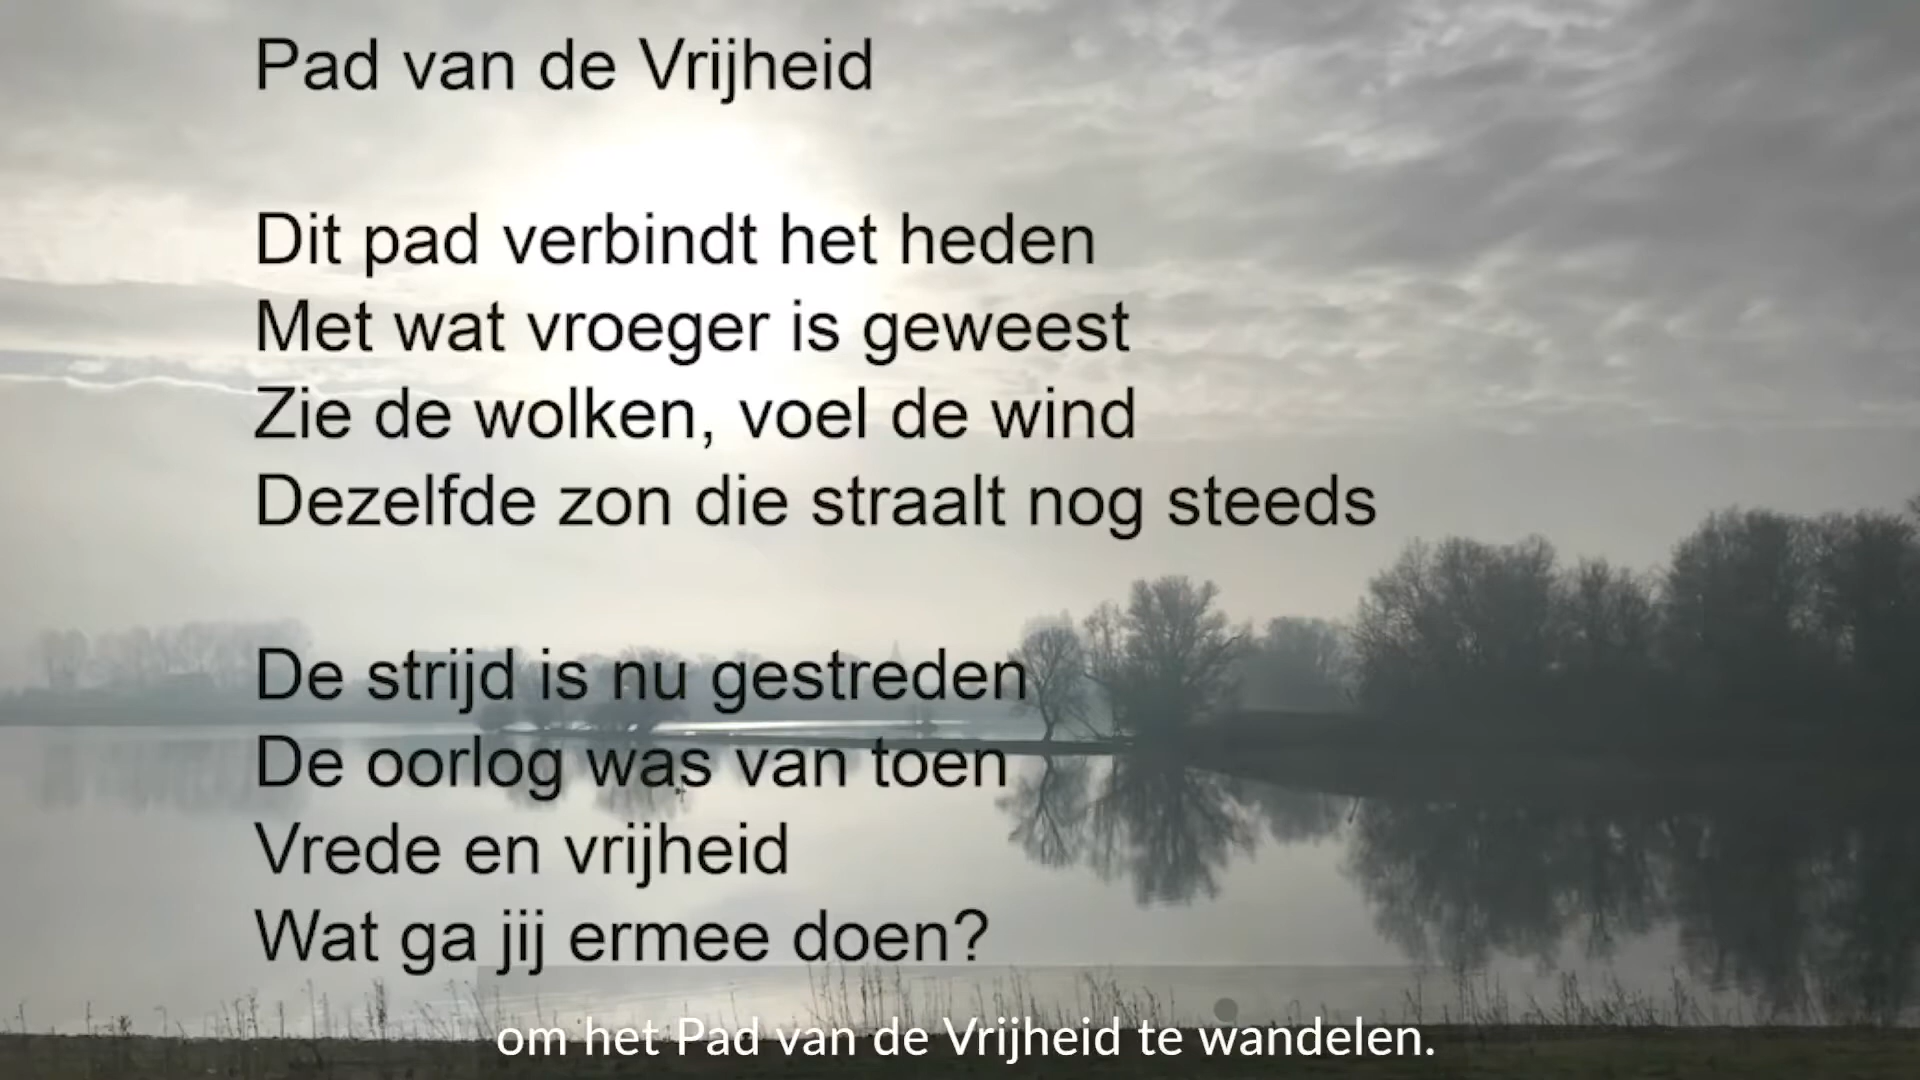 Pad van de Vrijheid
Dit pad verbindt het heden
Met wat vroeger is geweest
Zie de wolken, voel de wind
Dezelfde zon die straalt nog steeds
De strijd is nu gestreden
De oorlog was van toen
Vrede en vrijheid
Wat ga jij ermee doen?
om het Pad van de Vrijheid te wandelen.